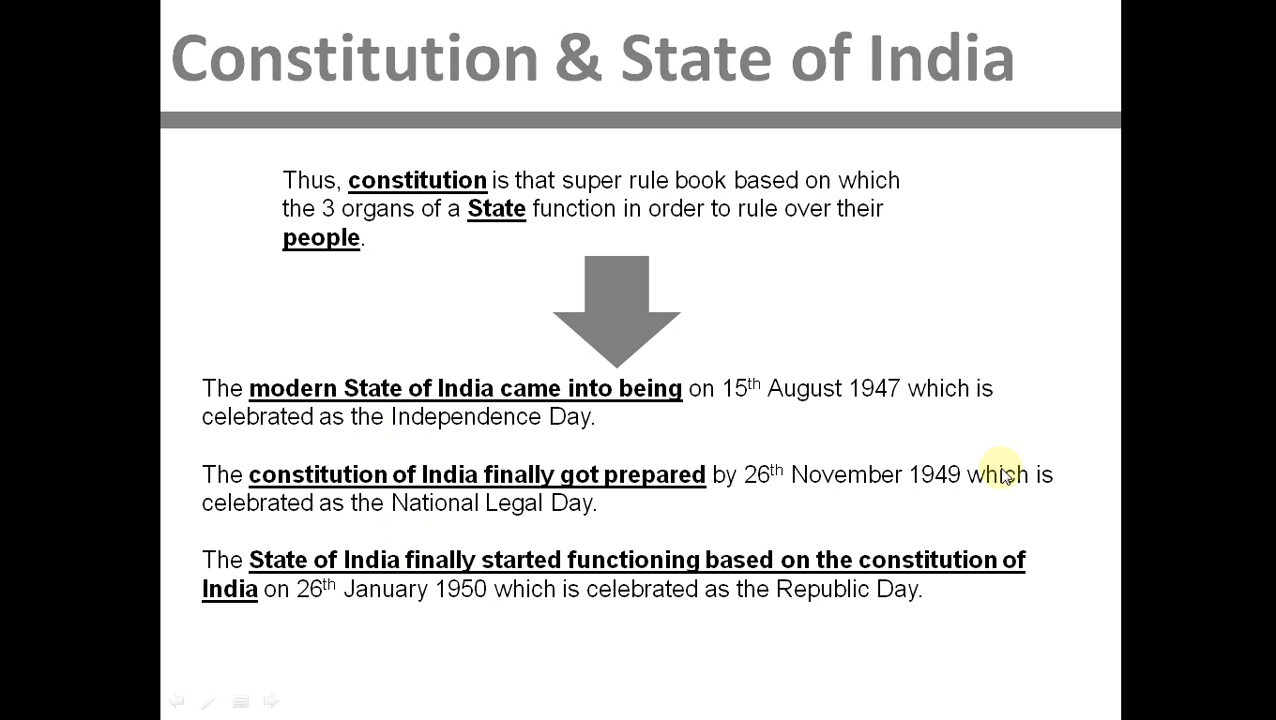 Constitution & State of India
Thus, constitution is that super rule book based on which
the 3 organs of a State function in order to rule over their
people.
The modern State of India came into being on 15th August 1947 which is
celebrated as the Independence Day.
The constitution of India finally got prepared by 26th November 1949 which is
celebrated as the National Legal Day.
The State of India finally started functioning based on the constitution of
India on 26th January 1950 which is celebrated as the Republic Day.